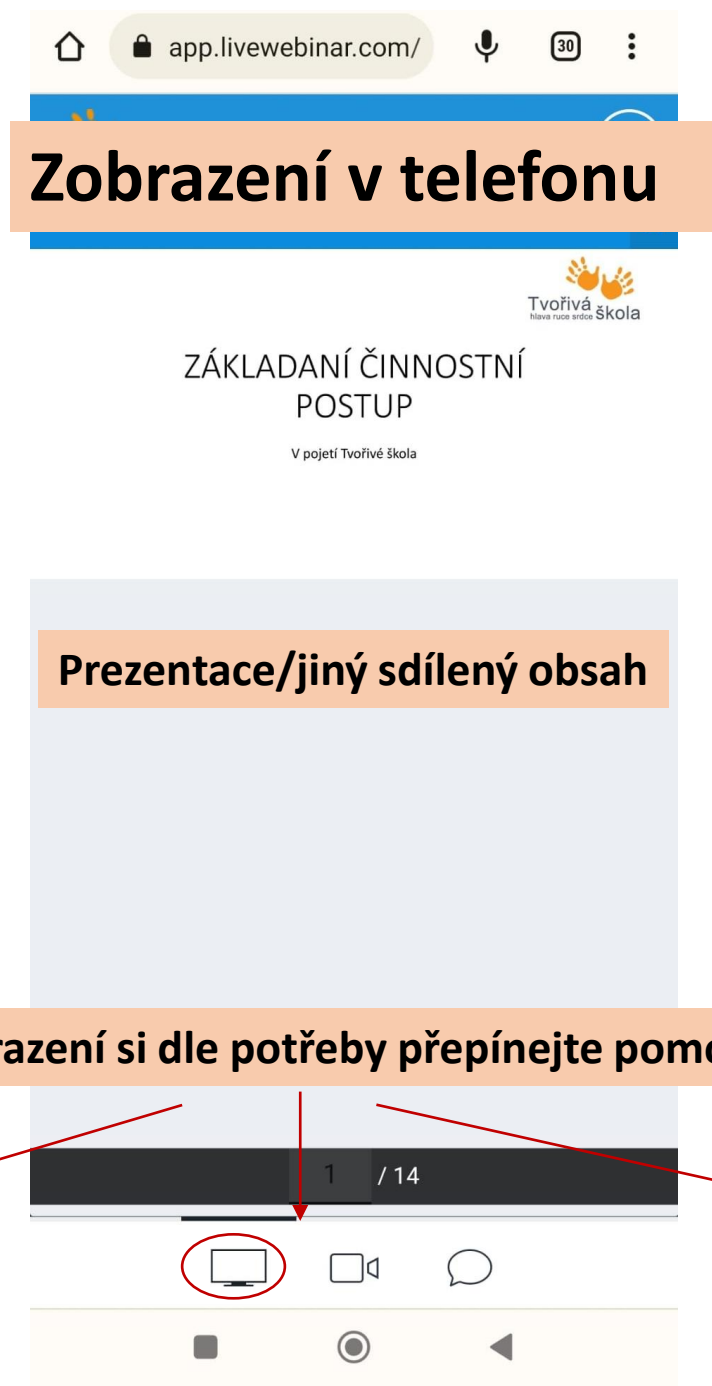 app.livewebinar.com/
30
Zobrazení v telefonu
Tvořivá
hlava ruce srdce škola
ZÁKLADANÍ ČINNOSTNÍ
POSTUP
V pojetí Tvořivé škola
Prezentace/jiný sdílený obsah
razení si dle potřeby přepínejte pomo
1 / 14